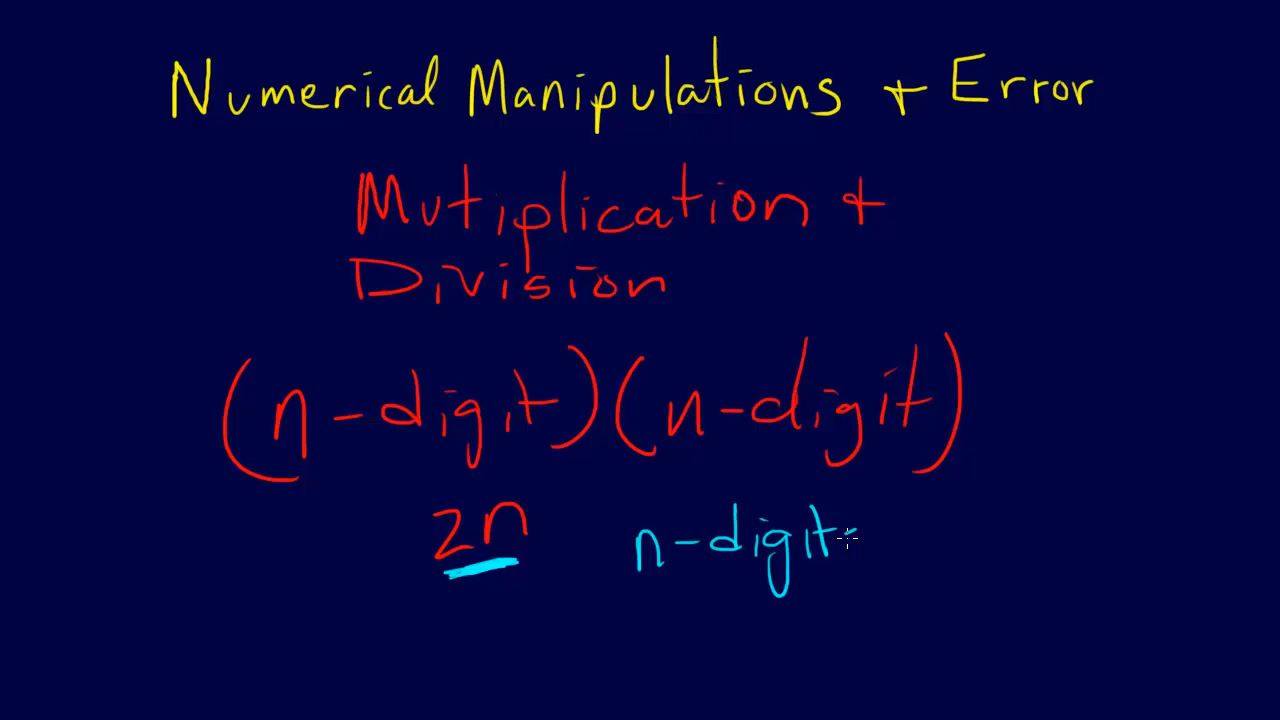 Numerical Manipulations + Error
Mutiplication +
Division
(n-digit)(n-digit)
2n n-digit